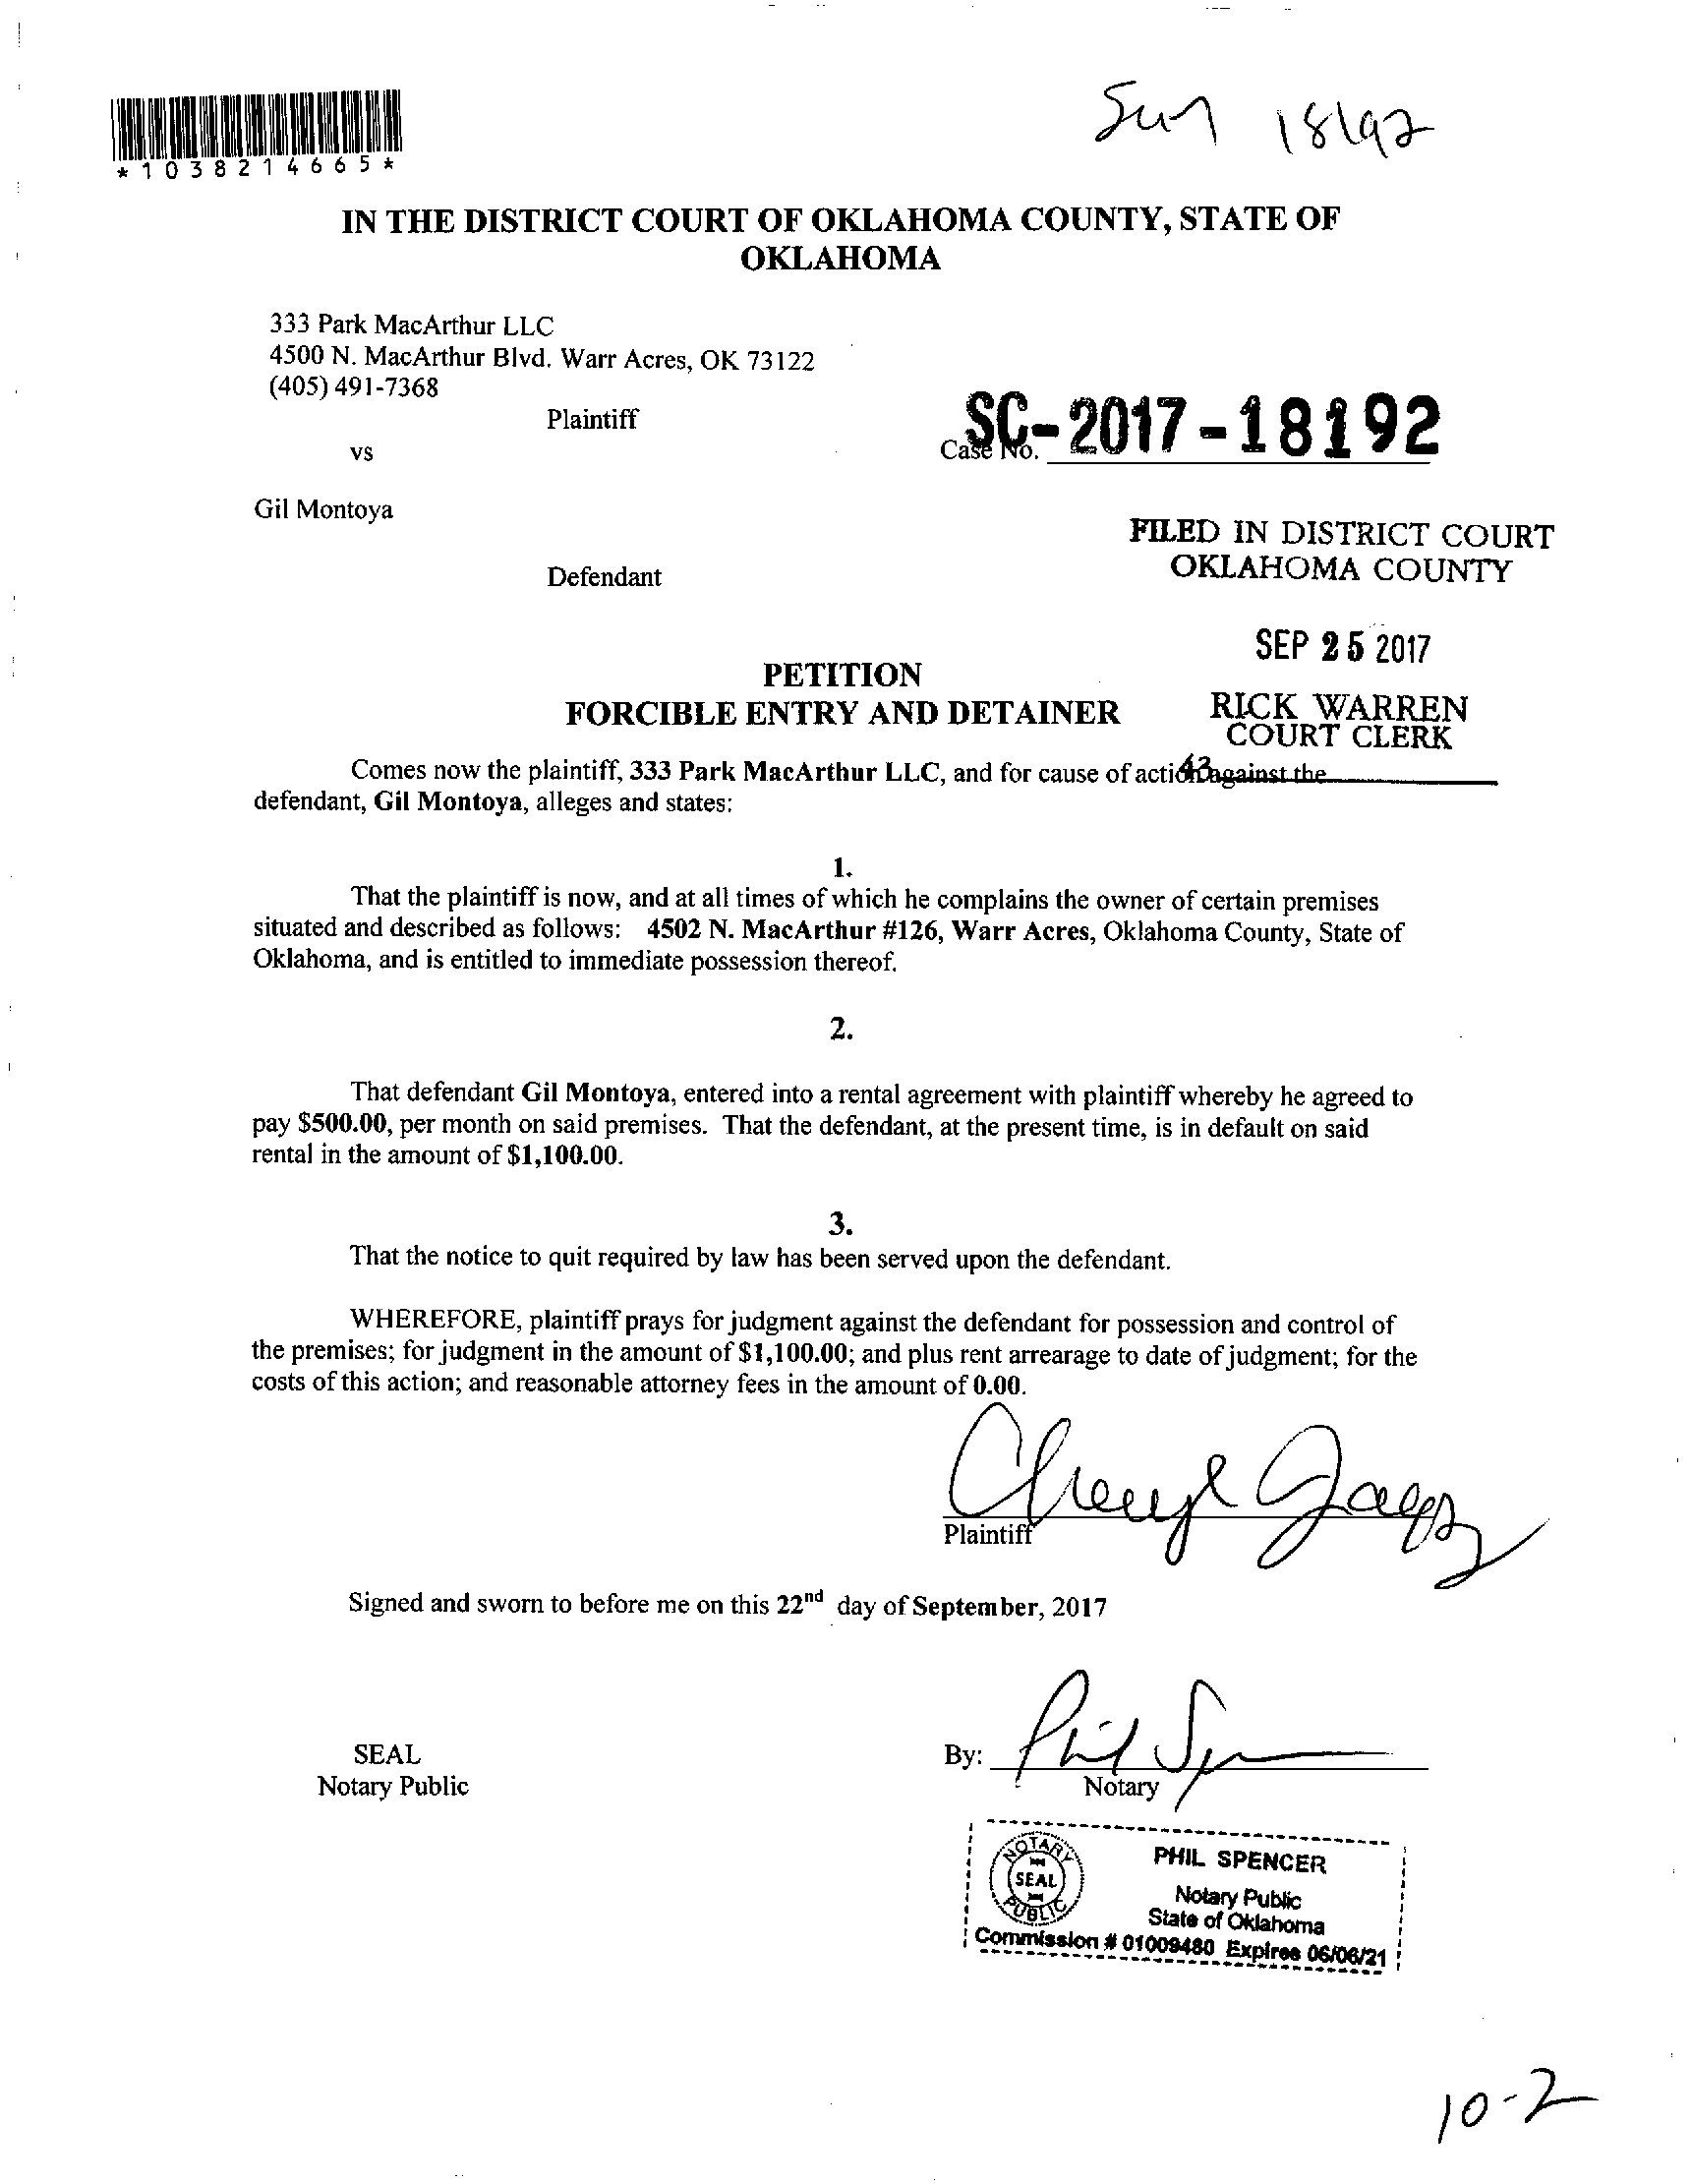 Sum 18192
*1038214665*
IN THE DISTRICT COURT OF OKLAHOMA COUNTY, STATE OF
OKLAHOMA
333 Park MacArthur LLC
4500 N. MacArthur Blvd. Warr Acres, OK 73122
(405) 491-7368
Plaintiff
vs
Case No. SC-2017-18192
Gil Montoya
Defendant
FILED IN DISTRICT COURT
OKLAHOMA COUNTY
SEP 25 2017
RICK WARREN
COURT CLERK
43
PETITION
FORCIBLE ENTRY AND DETAINER
Comes now the plaintiff, 333 Park MacArthur LLC, and for cause of action against the
defendant, Gil Montoya, alleges and states:
1.
That the plaintiff is now, and at all times of which he complains the owner of certain premises
situated and described as follows: 4502 N. MacArthur #126, Warr Acres, Oklahoma County, State of
Oklahoma, and is entitled to immediate possession thereof.
2.
That defendant Gil Montoya, entered into a rental agreement with plaintiff whereby he agreed to
pay $500.00, per month on said premises. That the defendant, at the present time, is in default on said
rental in the amount of $1,100.00.
3.
That the notice to quit required by law has been served upon the defendant.
WHEREFORE, plaintiff prays for judgment against the defendant for possession and control of
the premises; for judgment in the amount of $1,100.00; and plus rent arrearage to date of judgment; for the
costs of this action; and reasonable attorney fees in the amount of 0.00.
Cheryl
Plaintiff
Signed and sworn to before me on this 22nd day of September, 2017
SEAL
Notary Public
By: Phil Spencer
Notary
NOTARY
SEAL
PUBLIC
PHIL SPENCER
Notary Public
State of Oklahoma
Commission # 01009480 Expires 06/06/21
10-2